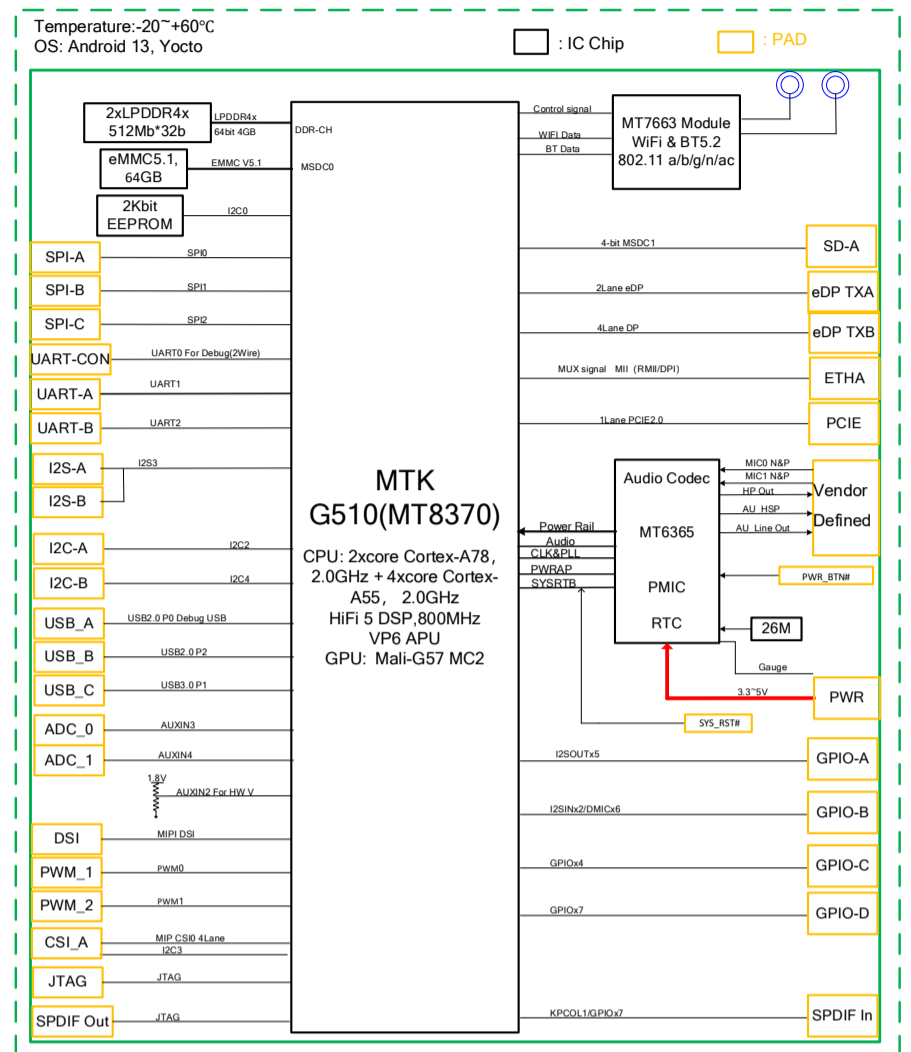 Temperature:-20~+60℃
OS: Android 13, Yocto
: IC Chip
: PAD
2xLPDDR4x
512Mb*32b
LPDDR4x
64bit 4GB
DDR-CH
eMMC5.1,
64GB
EMMC V5.1
MSDC0
2Kbit
EEPROM
I2C0
SPI-A
SPI0
SPI-B
SPI1
SPI-C
SPI2
UART-CON
UART0 For Debug(2Wire)
UART-A
UART1
UART-B
UART2
I2S-A
I2S3
I2S-B
I2C-A
I2C2
I2C-B
I2C4
USB_A
USB2.0 P0 Debug USB
USB_B
USB2.0 P2
USB_C
USB3.0 P1
ADC_0
AUXIN3
ADC_1
AUXIN4
1.8V
AUXIN2 For HW V
DSI
MIPI DSI
PWM_1
PWM0
PWM_2
PWM1
CSI_A
MIP CSI0 4Lane
I2C3
JTAG
JTAG
SPDIF Out
JTAG
MTK
G510(MT8370)
CPU: 2xcore Cortex-A78,
2.0GHz + 4xcore Cortex-
A55, 2.0GHz
HiFi 5 DSP,800MHz
VP6 APU
GPU: Mali-G57 MC2
Control signal
WIFI Data
BT Data
MT7663 Module
WiFi & BT5.2
802.11 a/b/g/n/ac
4-bit MSDC1
SD-A
2Lane eDP
eDP TXA
4Lane DP
eDP TXB
MUX signal MII (RMII/DPI)
ETHA
1Lane PCIE2.0
PCIE
Audio Codec
MT6365
PMIC
RTC
Power Rail
Audio
CLK&PLL
PWRAP
SYSRTB
MIC0 N&P
MIC1 N&P
HP Out
AU_HSP
AU_Line Out
Vendor
Defined
PWR_BTN#
26M
Gauge
3.3~5V
PWR
SYS_RST#
I2SOUTx5
GPIO-A
I2SINx2/DMICx6
GPIO-B
GPIOx4
GPIO-C
GPIOx7
GPIO-D
KPCOL1/GPIOx7
SPDIF In